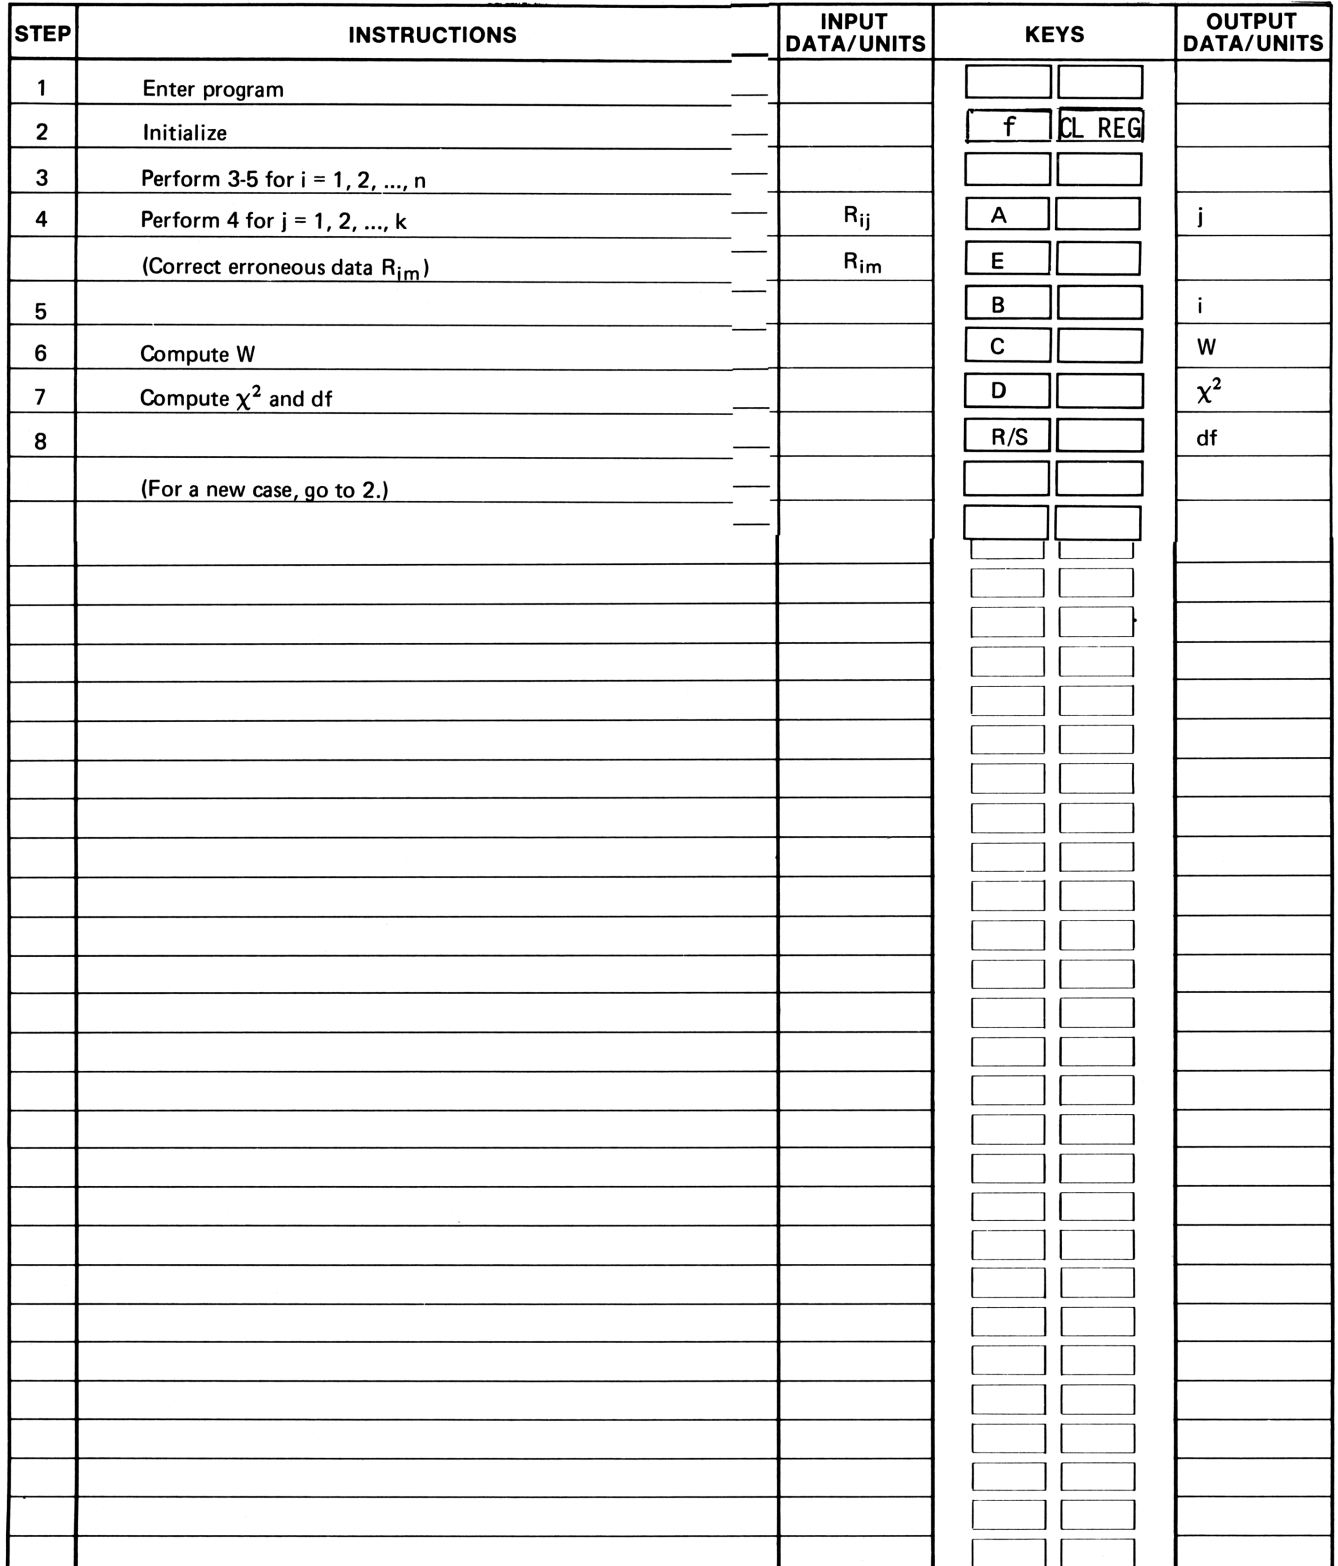 STEP INSTRUCTIONS INPUT DATA/UNITS KEYS OUTPUT DATA/UNITS
1 Enter program
2 Initialize f CL REG
3 Perform 3-5 for i = 1, 2, ..., n
4 Perform 4 for j = 1, 2, ..., k Rij A j
(Correct erroneous data Rim) Rim E
5 B i
6 Compute W C W
7 Compute χ² and df D χ²
8 R/S df
(For a new case, go to 2.)